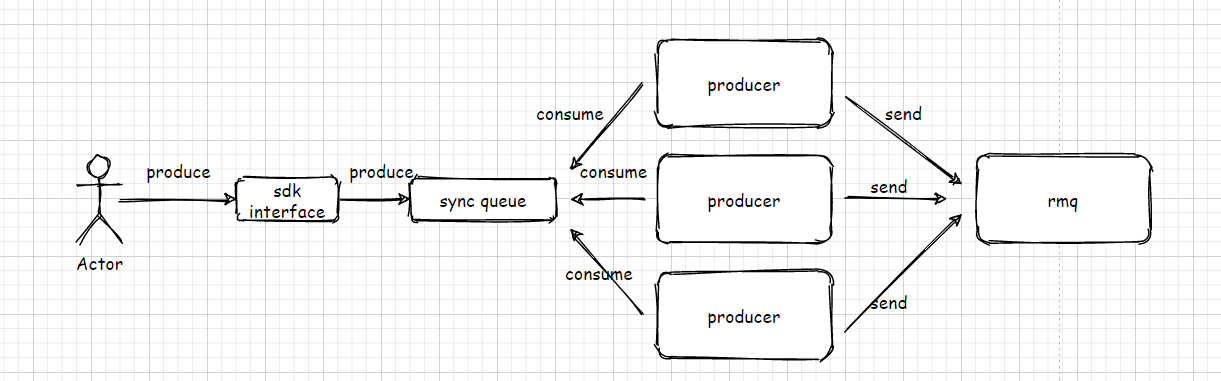 Actor
produce
sdk
interface
produce
sync queue
consume
consume
consume
producer
producer
producer
send
send
send
rmq